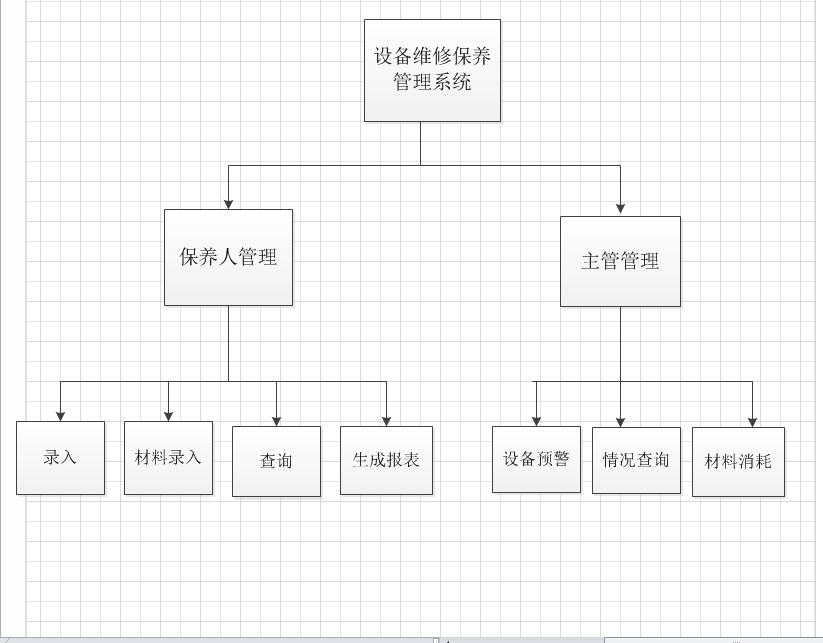 设备维修保养
管理系统
保养人管理
主管管理
录入
材料录入
查询
生成报表
设备预警
情况查询
材料消耗